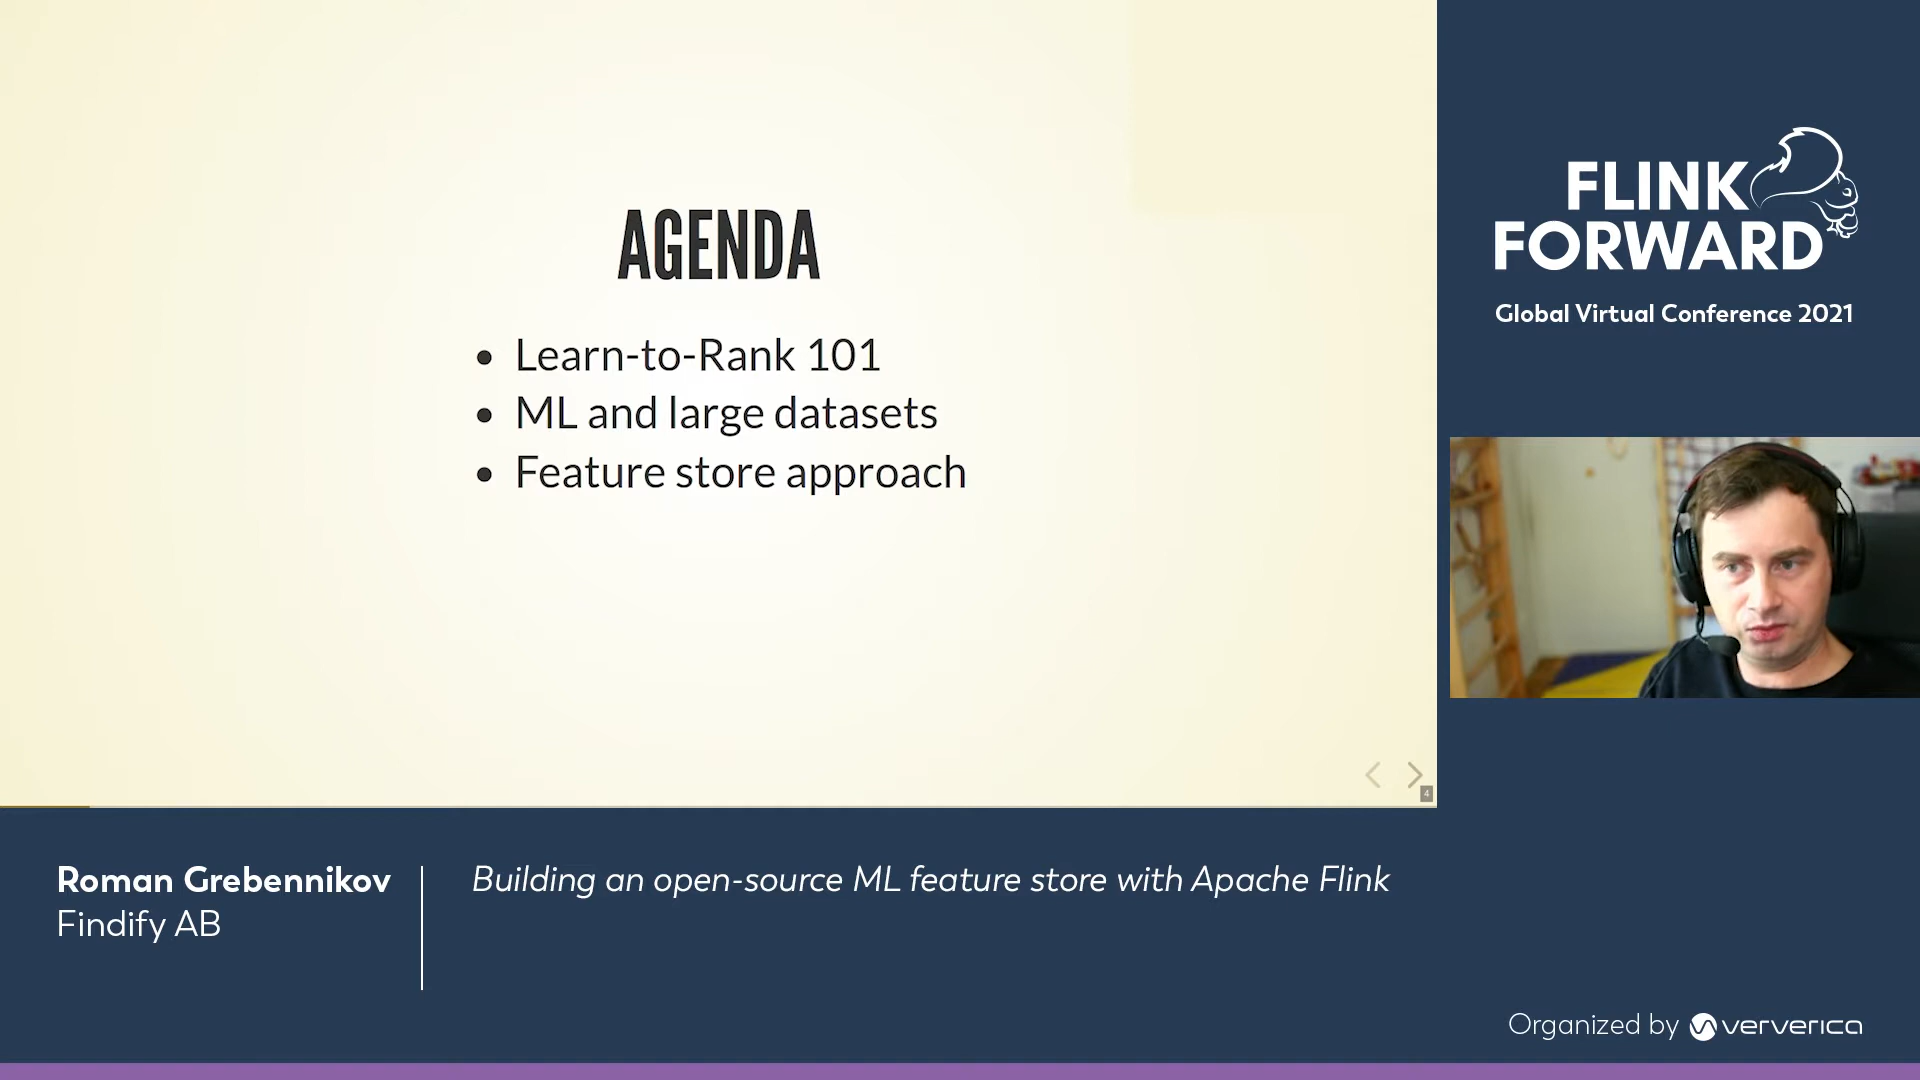 AGENDA
Learn-to-Rank 101
ML and large datasets
Feature store approach
4
FLINK
FORWARD
Global Virtual Conference 2021
Roman Grebennikov
Findify AB
Building an open-source ML feature store with Apache Flink
Organized by ververica